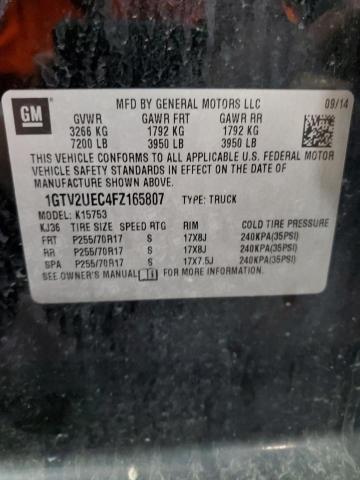 GM
MFD BY GENERAL MOTORS LLC 09/14
GVWR GAWR FRT GAWR RR
3266 KG 1792 KG 1792 KG
7200 LB 3950 LB 3950 LB
THIS VEHICLE CONFORMS TO ALL APPLICABLE U.S. FEDERAL MOTOR
VEHICLE SAFETY STANDARDS IN EFFECT ON THE DATE OF
MANUFACTURE SHOWN ABOVE.
1GTV2UEC4FZ165807 TYPE: TRUCK
MODEL: K15753
KJ36 TIRE SIZE SPEED RTG RIM COLD TIRE PRESSURE
FRT P255/70R17 S 17X8J 240KPA(35PSI)
RR P255/70R17 S 17X8J 240KPA(35PSI)
SPA P255/70R17 S 17X7.5J 240KPA(35PSI)
SEE OWNER'S MANUAL FOR MORE INFORMATION.